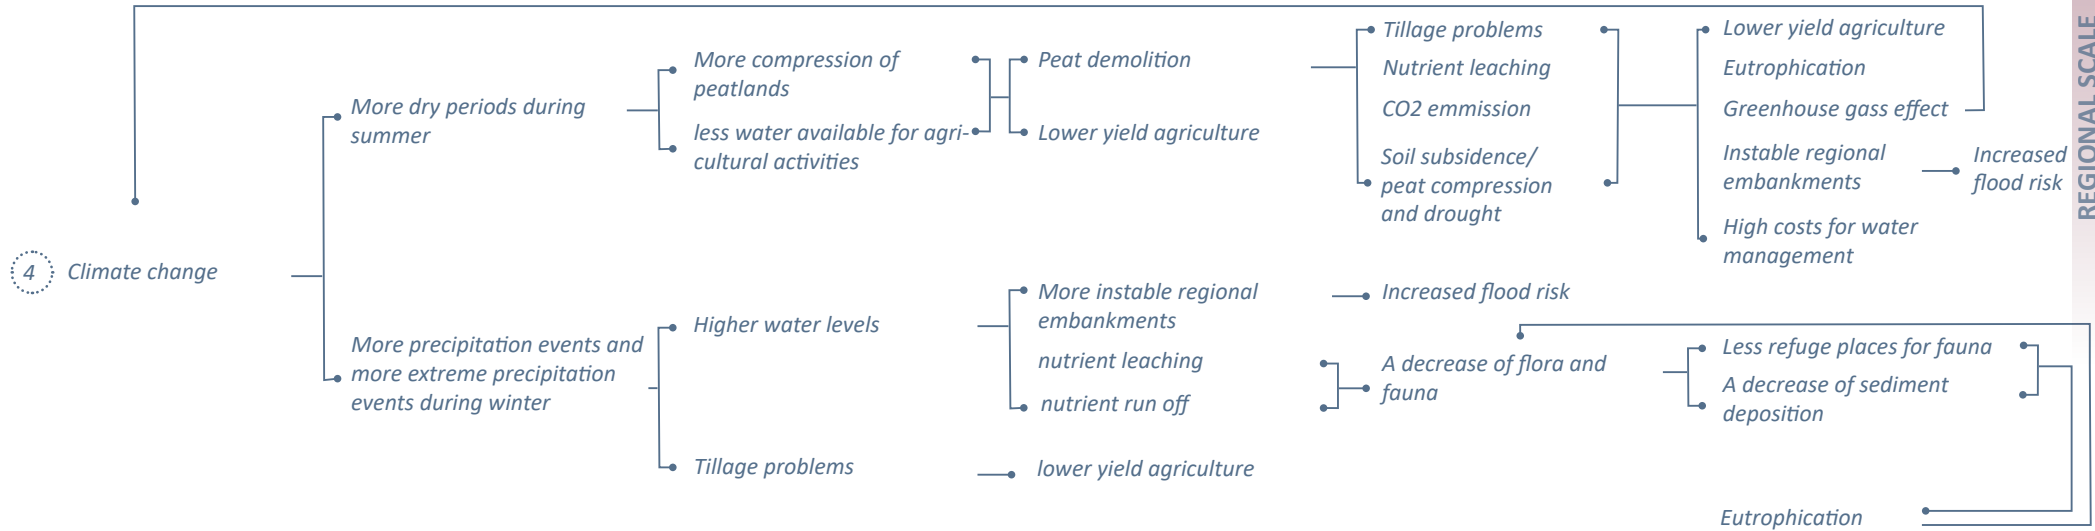 4
Climate change
More dry periods during
summer
More precipitation events and
more extreme precipitation
events during winter
More compression of
peatlands
less water available for agri-
cultural activities
Higher water levels
Tillage problems
Peat demolition
Lower yield agriculture
More instable regional
embankments
nutrient leaching
nutrient run off
lower yield agriculture
Tillage problems
Nutrient leaching
CO2 emmission
Soil subsidence/
peat compression
and drought
Increased flood risk
A decrease of flora and
fauna
Lower yield agriculture
Eutrophication
Greenhouse gass effect
Instable regional
embankments
High costs for water
management
Less refuge places for fauna
A decrease of sediment
deposition
Eutrophication
Increased
flood risk
REGIONAL SCALE